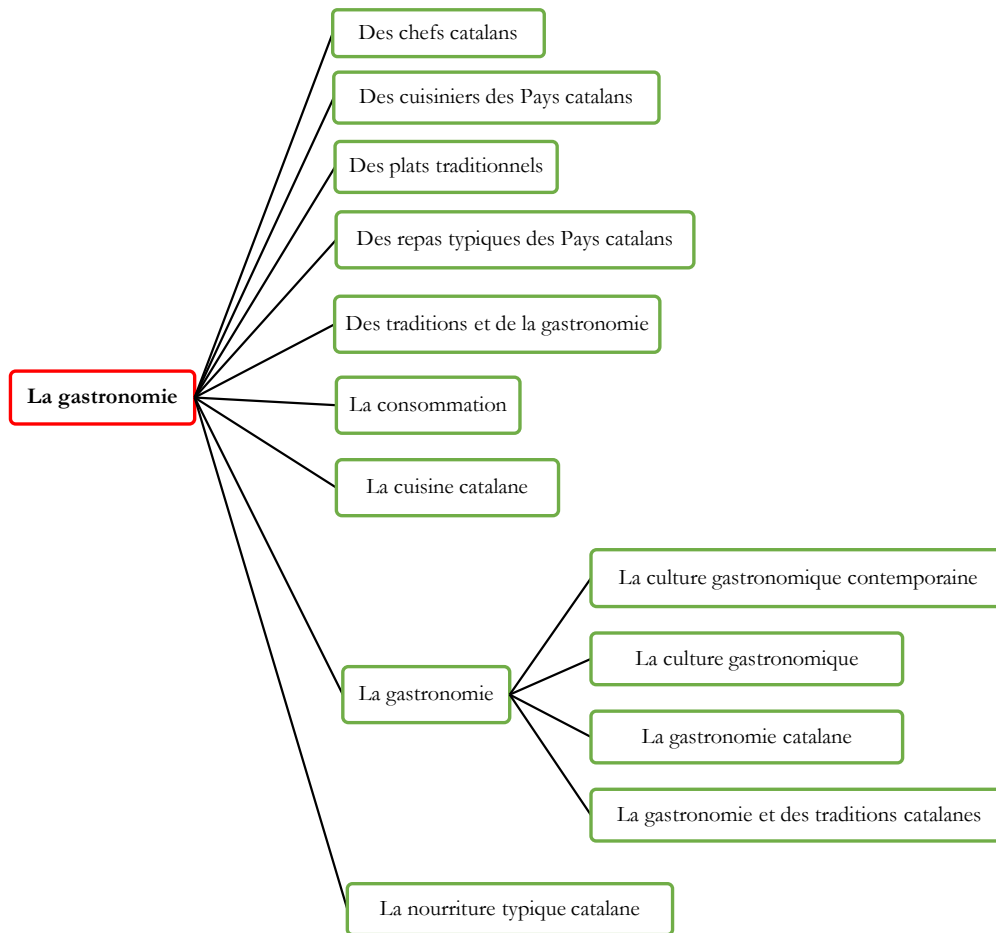 Des chefs catalans
Des cuisiniers des Pays catalans
Des plats traditionnels
Des repas typiques des Pays catalans
Des traditions et de la gastronomie
La gastronomie
La consommation
La cuisine catalane
La culture gastronomique contemporaine
La culture gastronomique
La gastronomie
La gastronomie catalane
La gastronomie et des traditions catalanes
La nourriture typique catalane